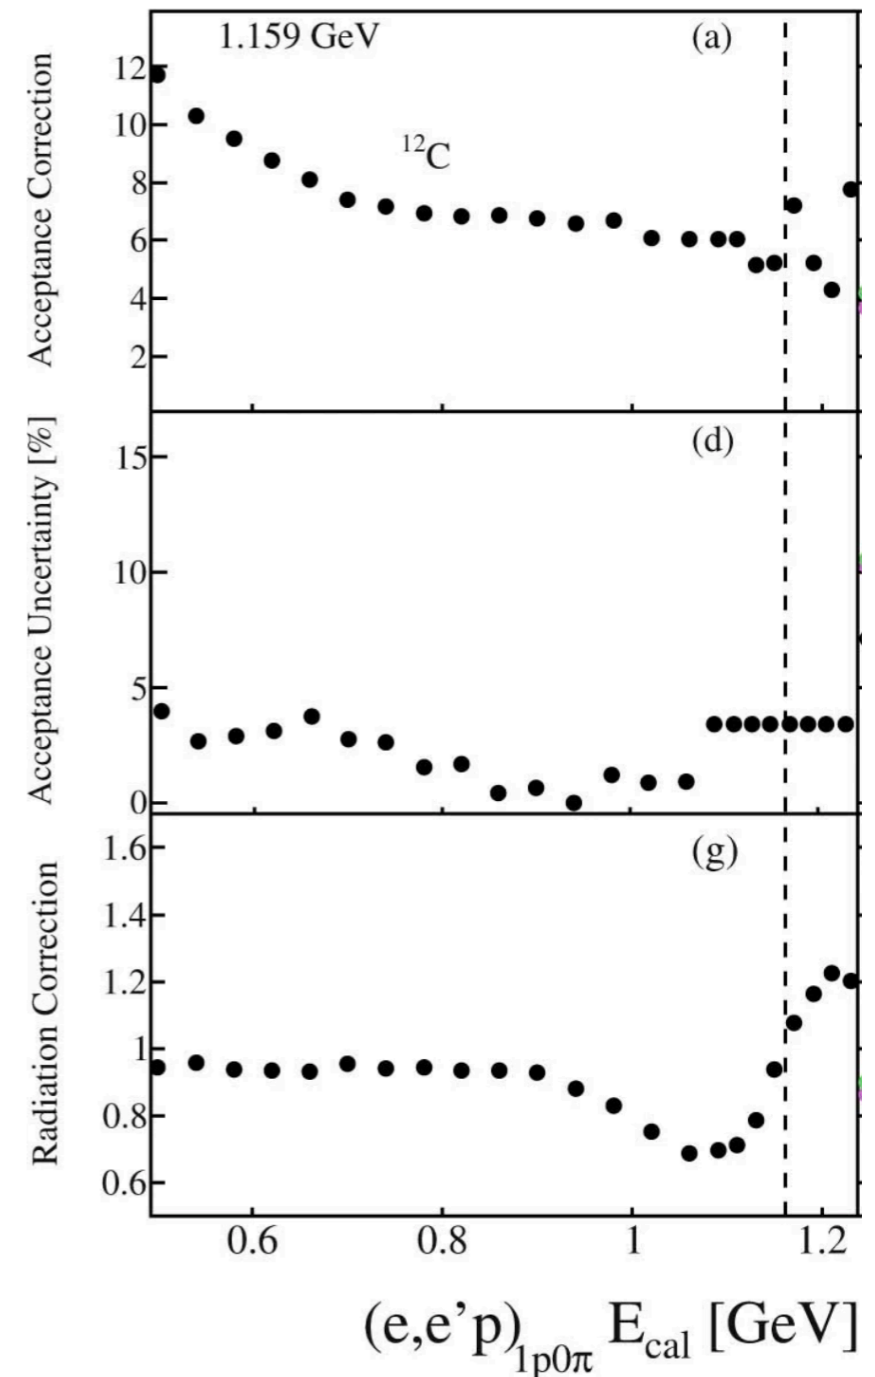 1.159 GeV
(a)
¹²C
Acceptance Correction
12
10
8
6
4
2
(d)
Acceptance Uncertainty [%]
15
10
5
0
(g)
Radiation Correction
1.6
1.4
1.2
1
0.8
0.6
0.6 0.8 1 1.2
(e,e’p)₁ₚ₀π E_cal [GeV]